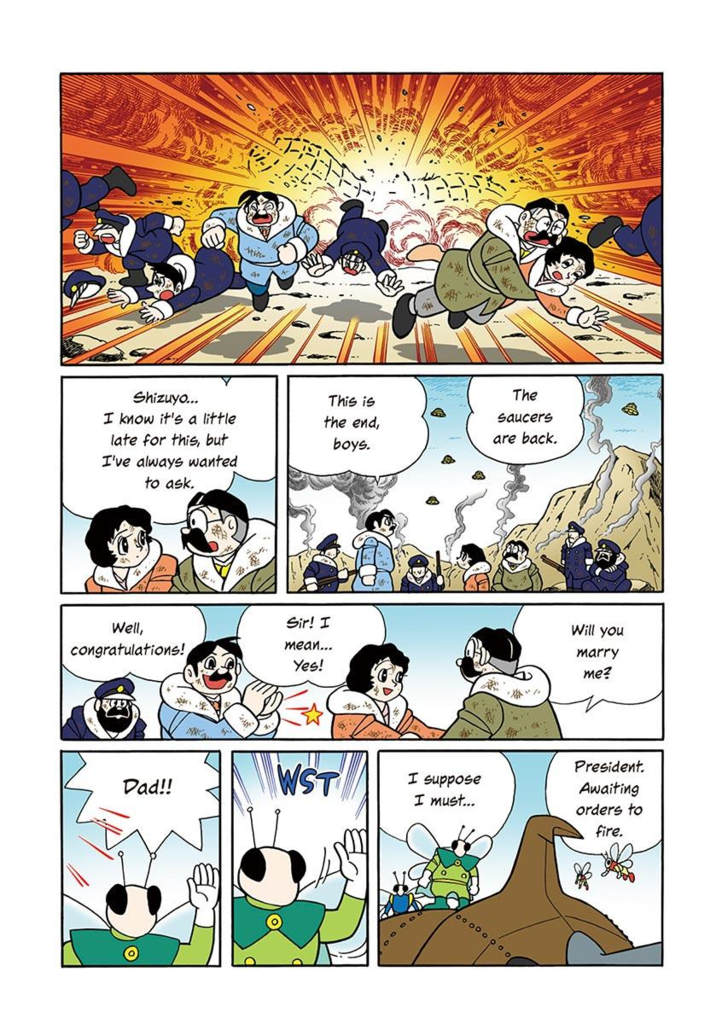 The
saucers
are back.
This is
the end,
boys.
Shizuyo...
I know it's a little
late for this, but
I've always wanted
to ask.
Will you
marry
me?
Sir! I
mean...
Yes!
Well,
congratulations!
President.
Awaiting
orders to
fire.
I suppose
I must...
WST
Dad!!